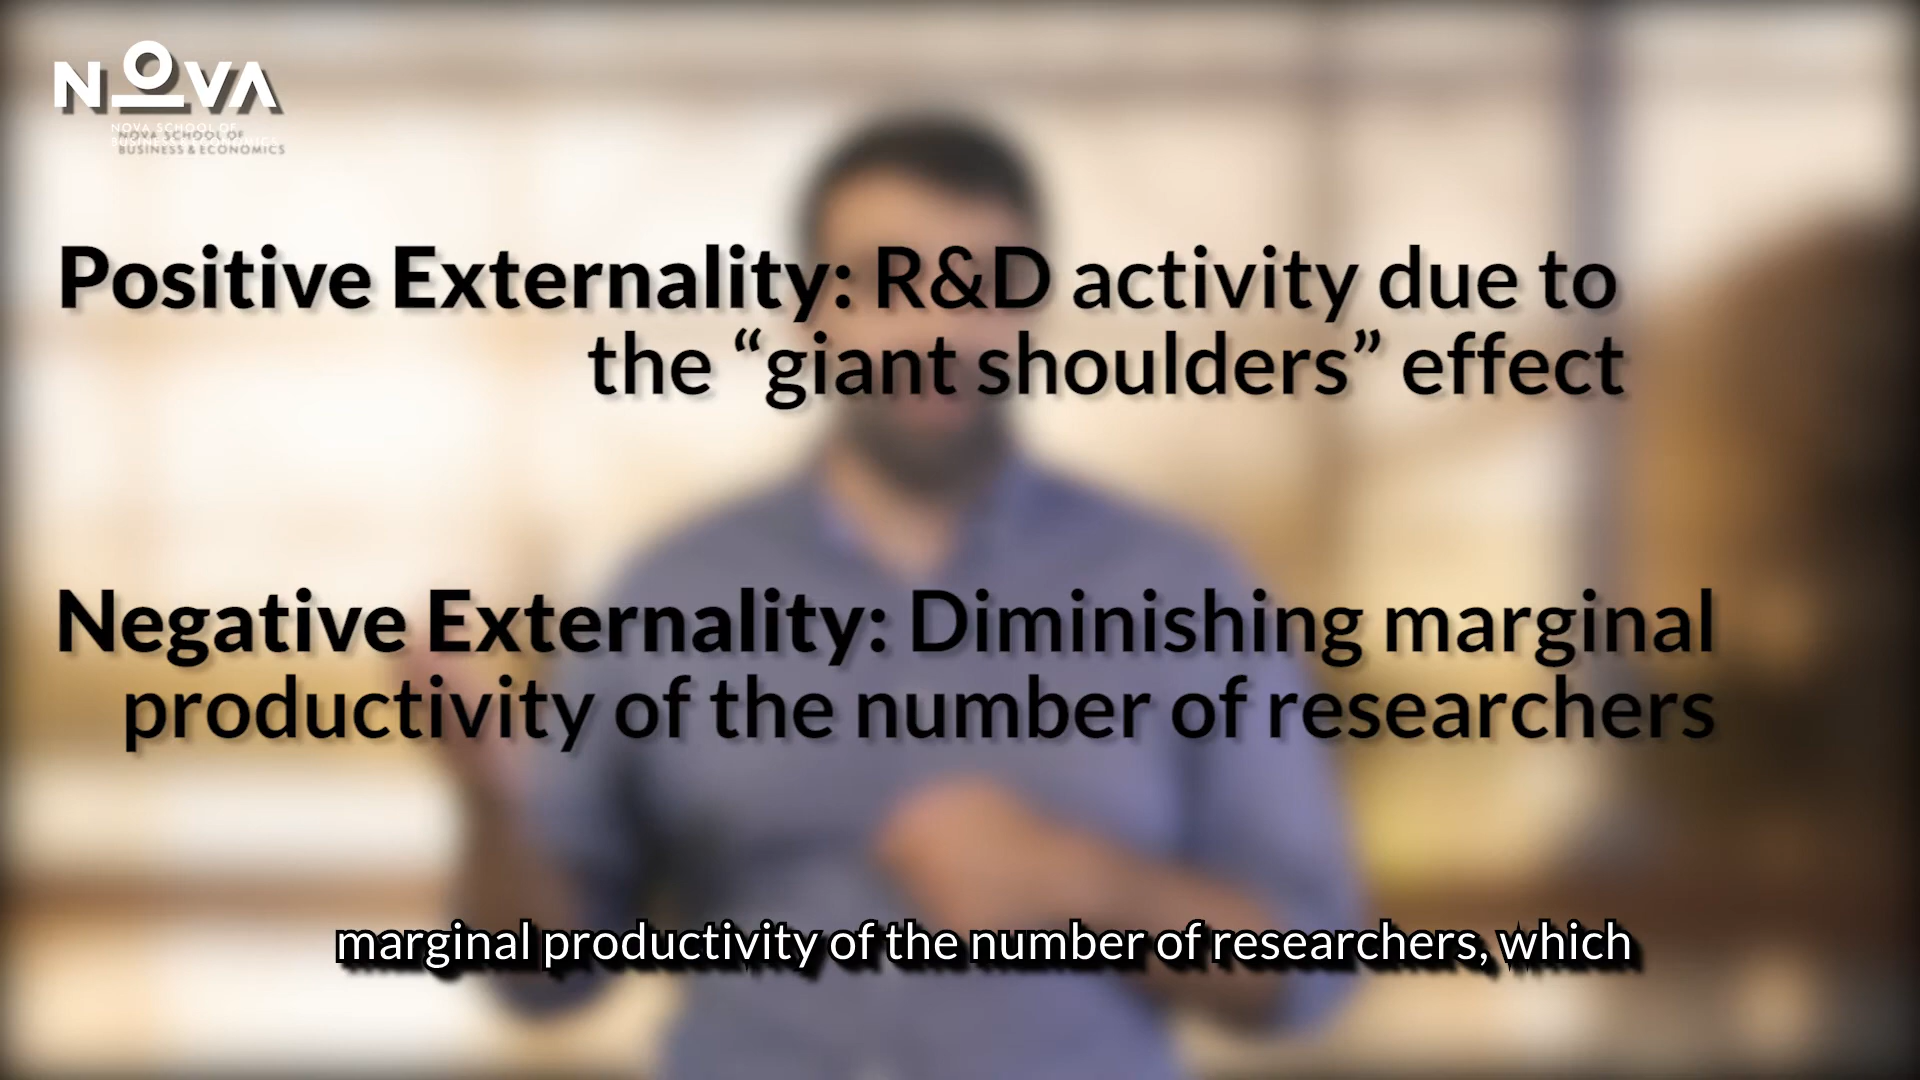 NOVA
NOVA SCHOOL OF
BUSINESS & ECONOMICS
Positive Externality: R&D activity due to
the “giant shoulders” effect
Negative Externality: Diminishing marginal
productivity of the number of researchers
marginal productivity of the number of researchers, which